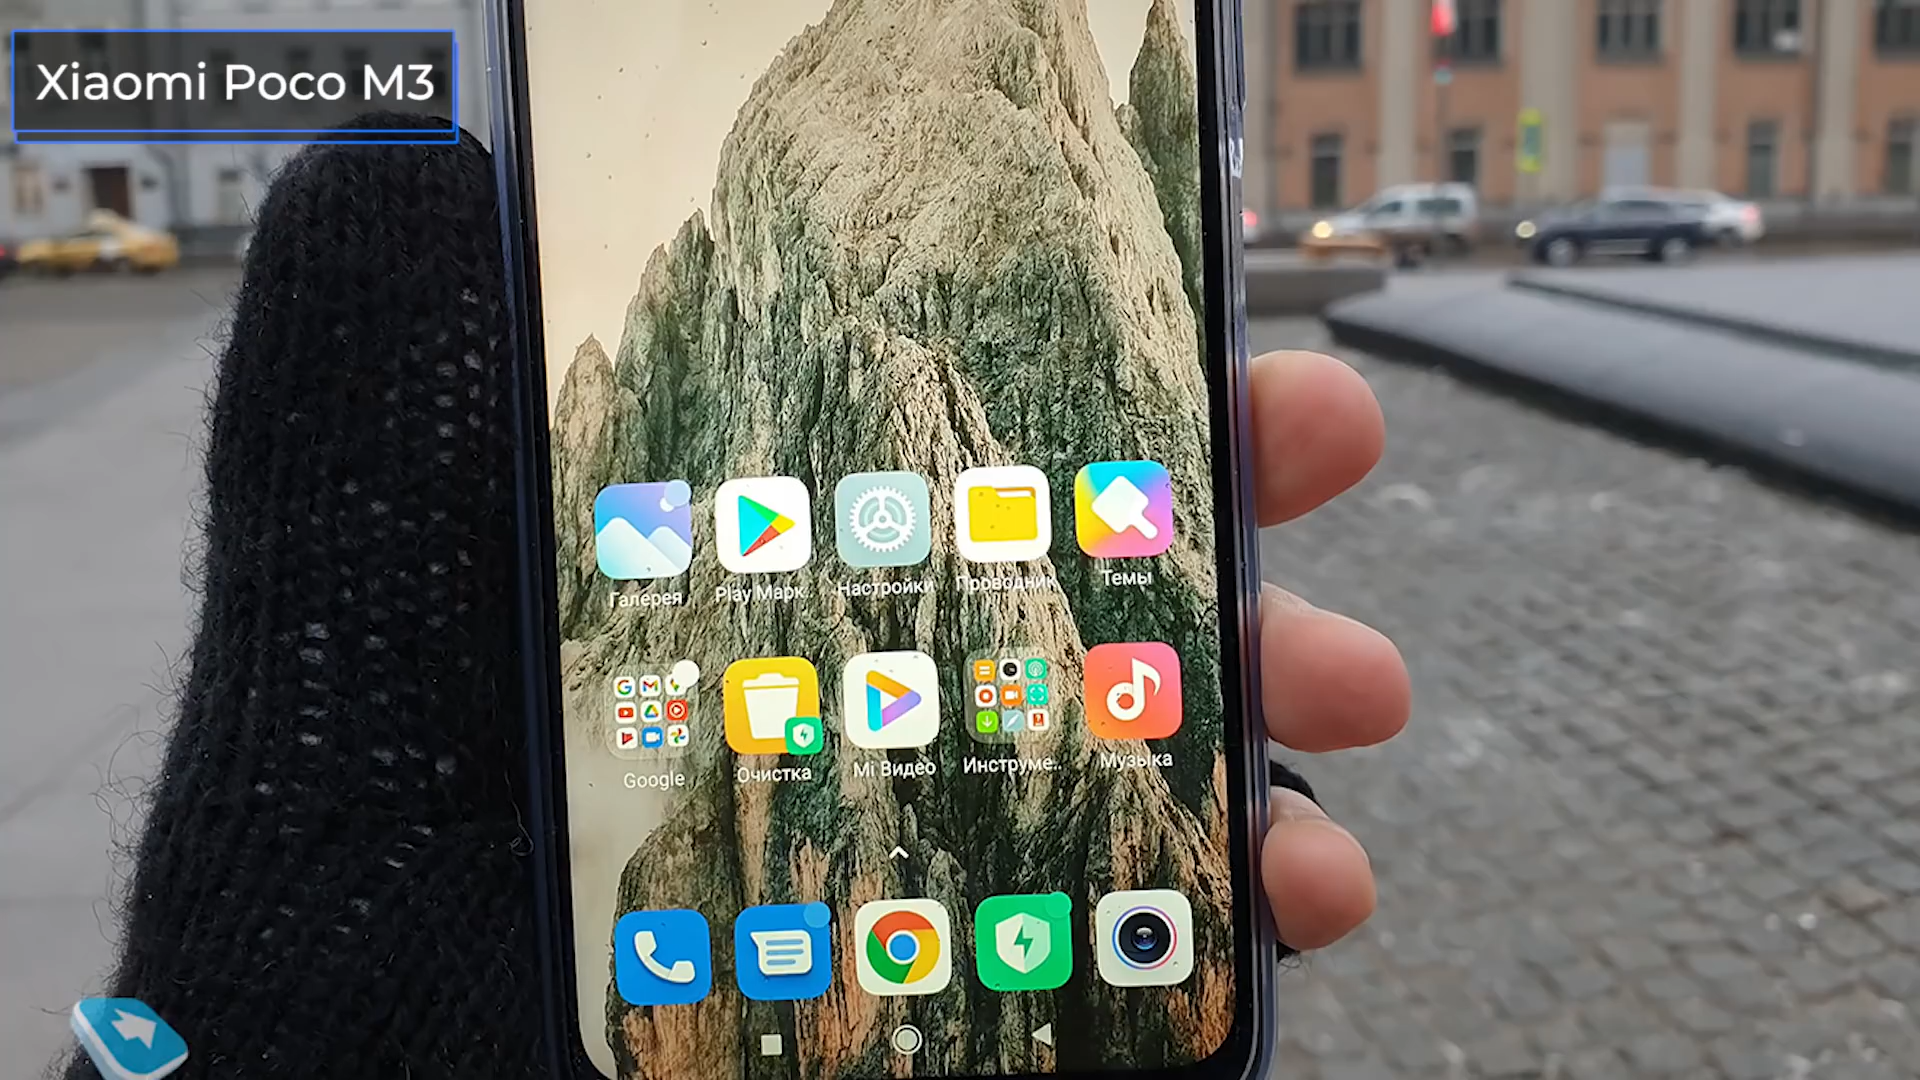 Xiaomi Poco M3
Галерея
Play Марк..
Настройки
Проводник
Темы
Google
Очистка
Mi Видео
Инструме..
Музыка